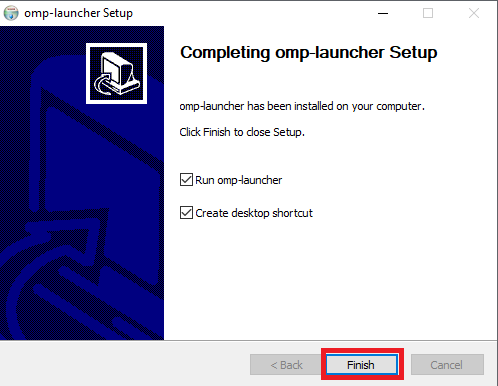 omp-launcher Setup
Completing omp-launcher Setup
omp-launcher has been installed on your computer.
Click Finish to close Setup.
Run omp-launcher
Create desktop shortcut
< Back
Finish
Cancel